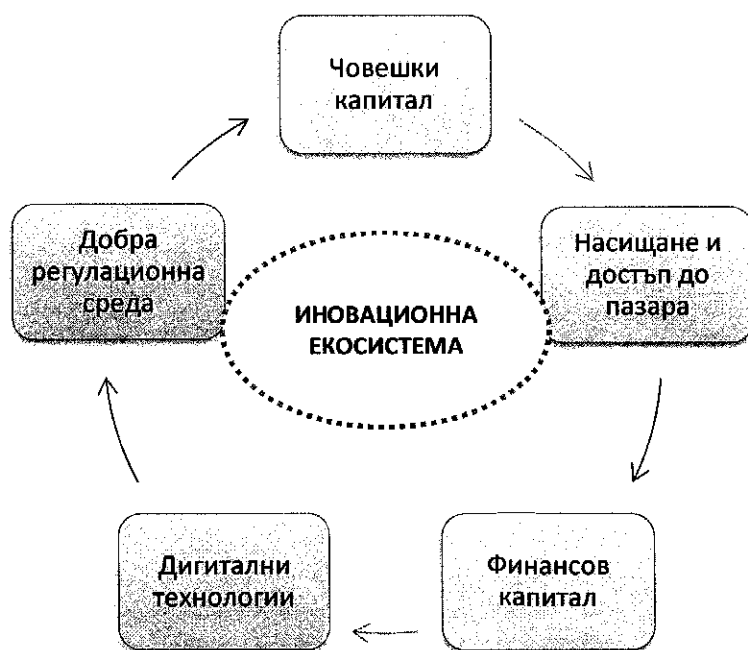 Човешки
капитал
Добра
регулационна
среда
Насищане и
достъп до
пазара
ИНОВАЦИОННА
ЕКОСИСТЕМА
Дигитални
технологии
Финансов
капитал